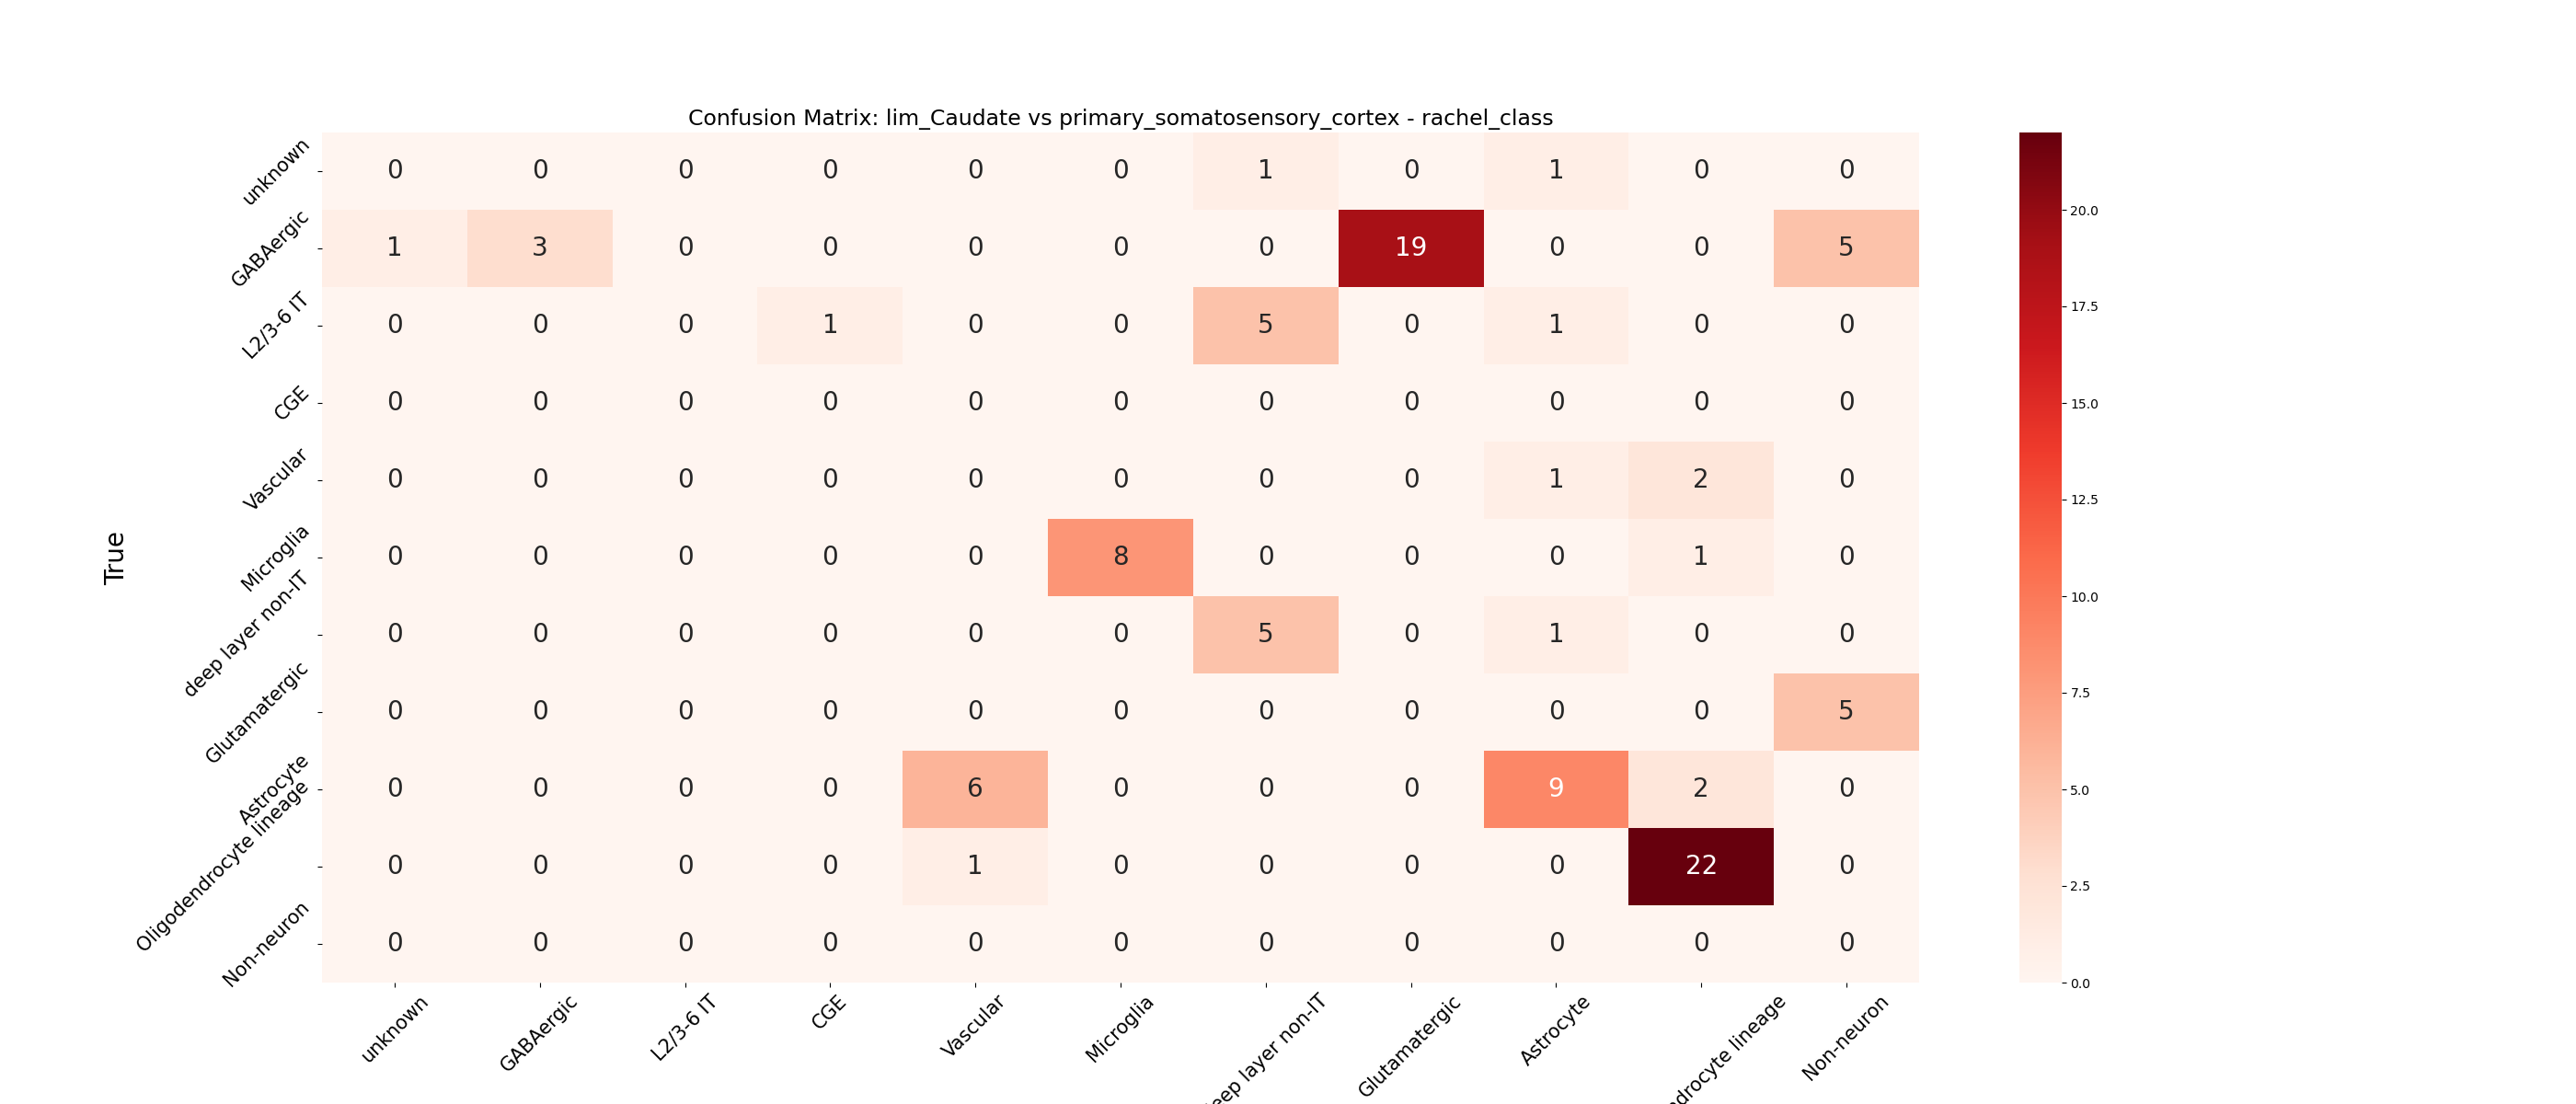 Confusion Matrix: lim_Caudate vs primary_somatosensory_cortex - rachel_class
True
unknown 0 0 0 0 0 0 1 0 1 0 0
GABAergic 1 3 0 0 0 0 0 19 0 0 5
L2/3-6 IT 0 0 0 1 0 0 5 0 1 0 0
CGE 0 0 0 0 0 0 0 0 0 0 0
Vascular 0 0 0 0 0 0 0 0 1 2 0
Microglia 0 0 0 0 0 8 0 0 0 1 0
deep layer non-IT 0 0 0 0 0 0 5 0 1 0 0
Glutamatergic 0 0 0 0 0 0 0 0 0 0 5
Astrocyte 0 0 0 0 6 0 0 0 9 2 0
Oligodendrocyte lineage 0 0 0 0 1 0 0 0 0 22 0
Non-neuron 0 0 0 0 0 0 0 0 0 0 0
unknown GABAergic L2/3-6 IT CGE Vascular Microglia eep layer non-IT Glutamatergic Astrocyte ndrocyte lineage Non-neuron
20.0
17.5
15.0
12.5
10.0
7.5
5.0
2.5
0.0